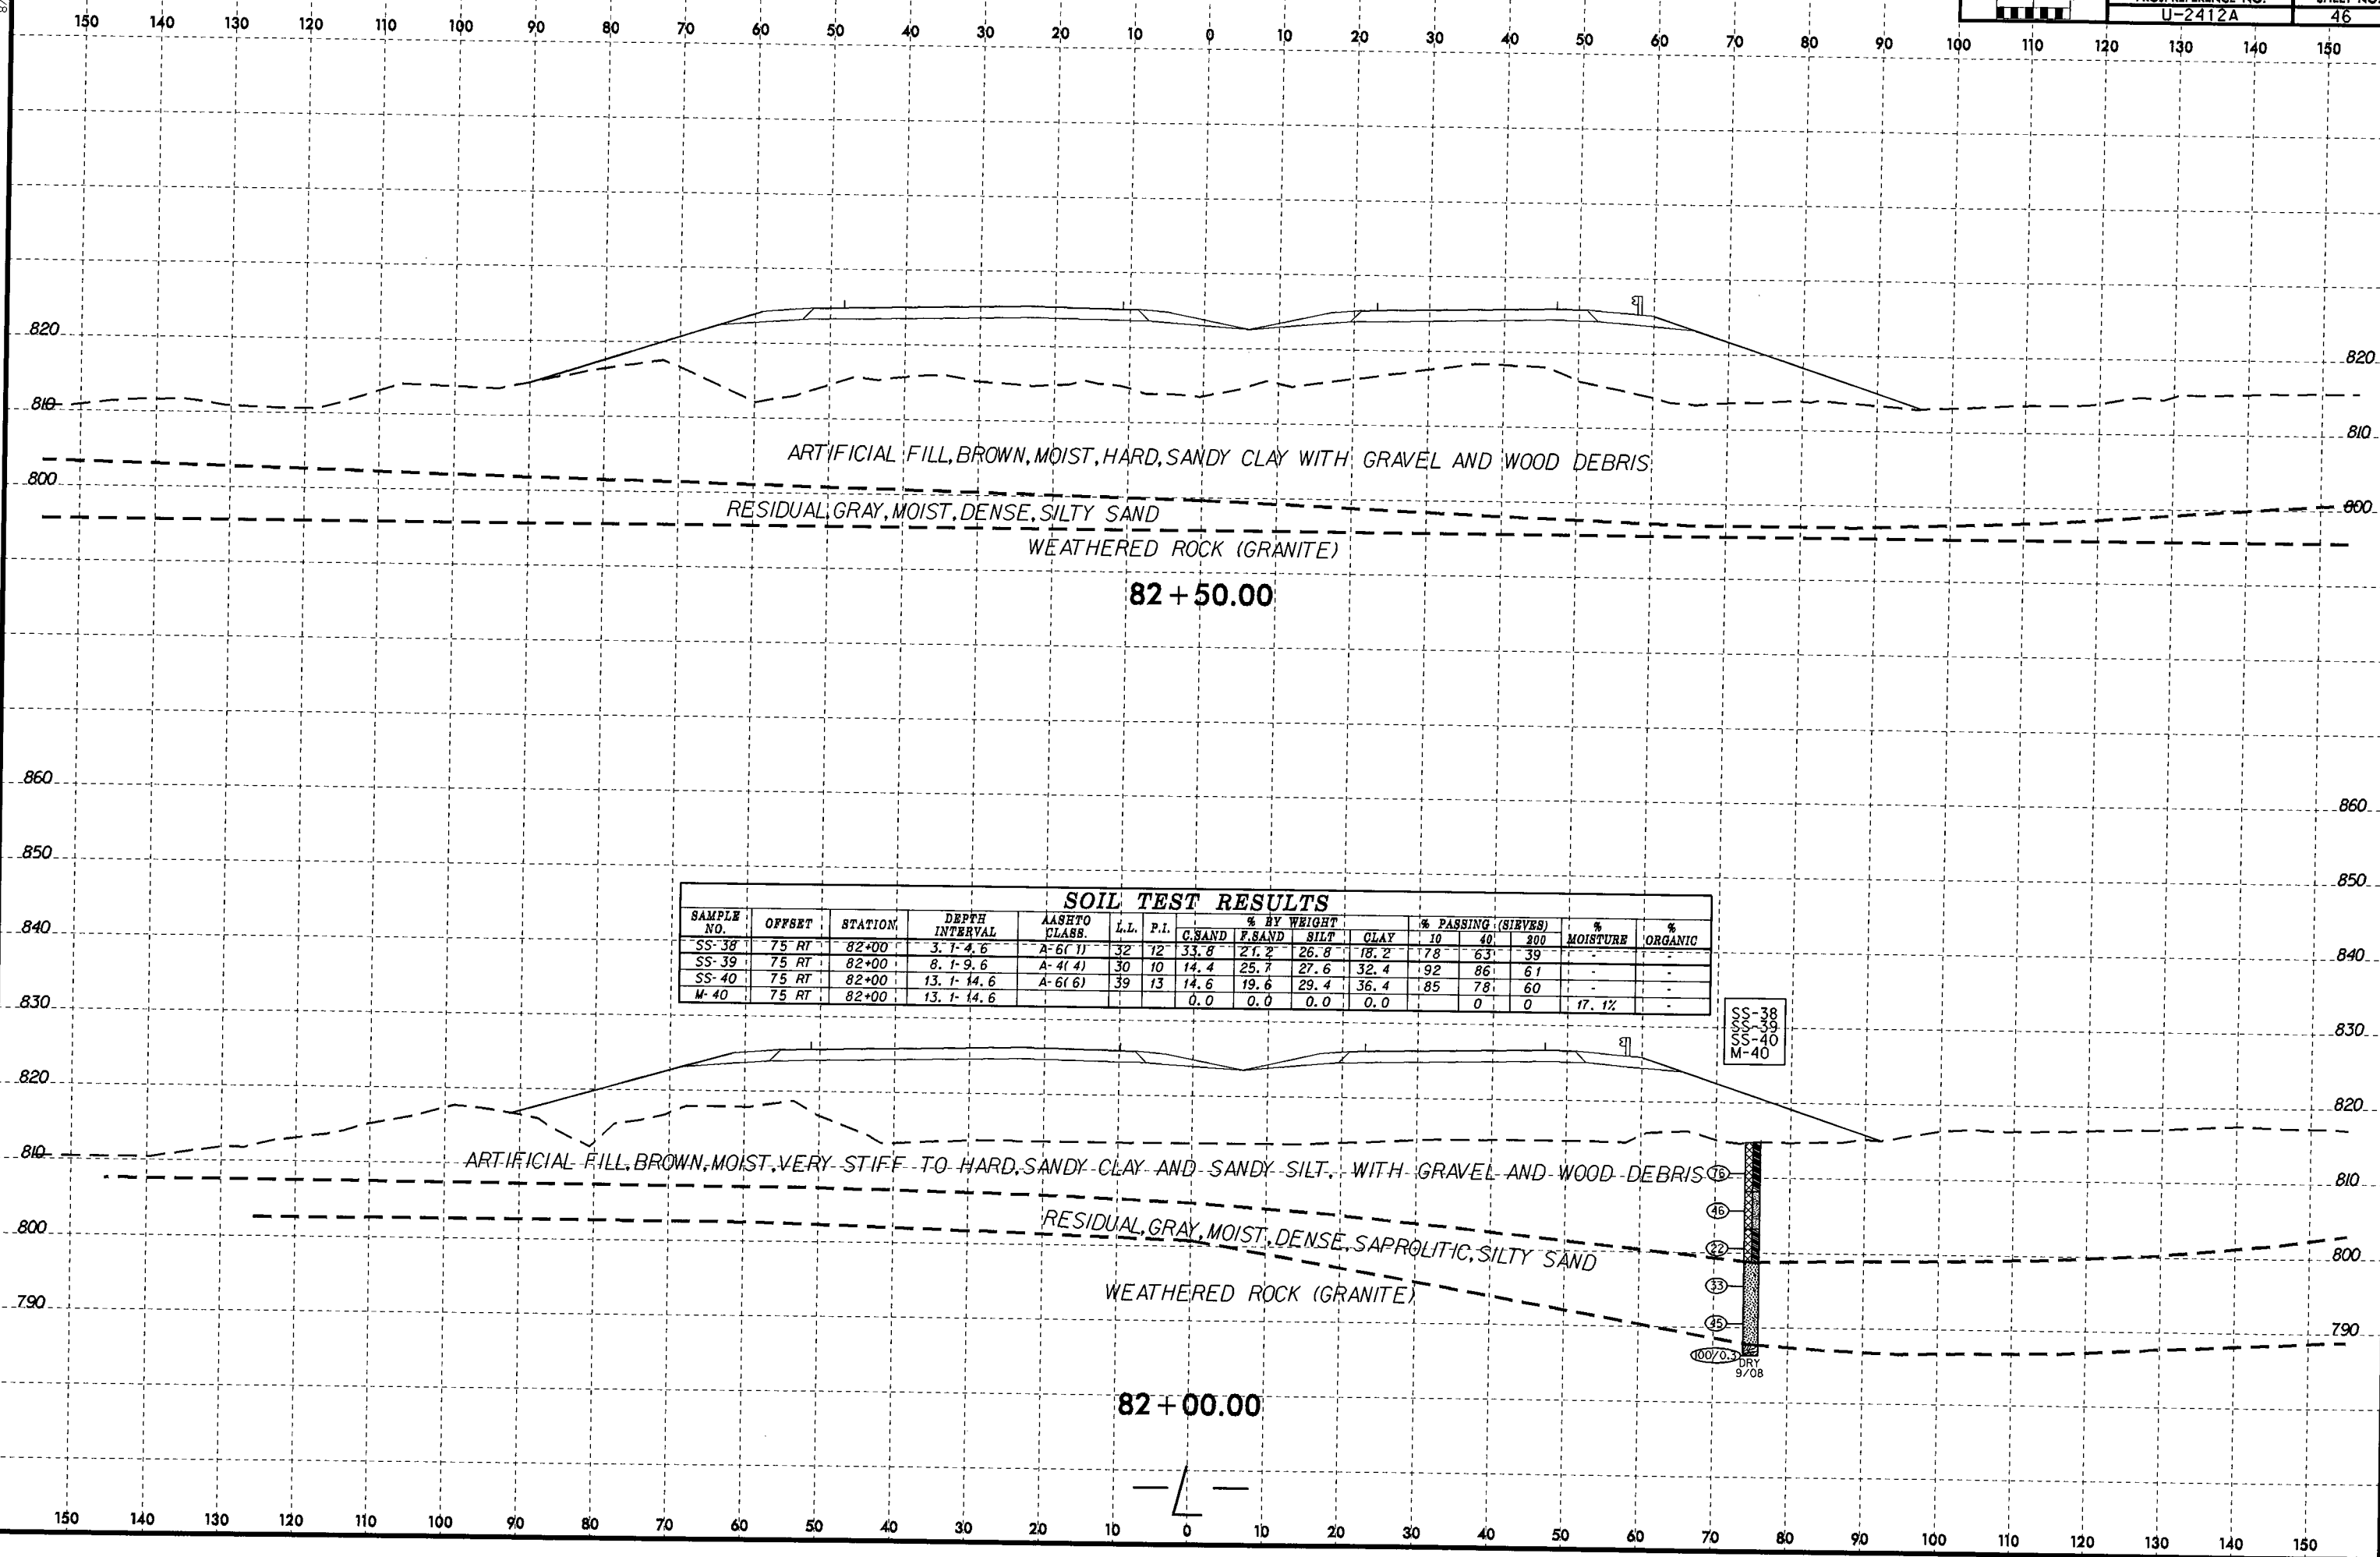 U-2412A 46
150 140 130 120 110 100 90 80 70 60 50 40 30 20 10 0 10 20 30 40 50 60 70 80 90 100 110 120 130 140 150
820 820
810 810
ARTIFICIAL FILL, BROWN, MOIST, HARD, SANDY CLAY WITH GRAVEL AND WOOD DEBRIS
800 800
RESIDUAL, GRAY, MOIST, DENSE, SILTY SAND
WEATHERED ROCK (GRANITE)
82+50.00
860 860
850 850
SOIL TEST RESULTS
SAMPLE NO. OFFSET STATION DEPTH INTERVAL AASHTO CLASS. L.L. P.I. % BY WEIGHT % PASSING (SIEVES) % MOISTURE % ORGANIC
C.SAND F.SAND SILT CLAY 10 40 200
840 840
SS-38 75 RT 82+00 3.1-4.6 A-6(1) 32 12 33.8 21.2 26.8 18.2 78 63 39 - -
SS-39 75 RT 82+00 8.1-9.6 A-4(4) 30 10 14.4 25.7 27.6 32.4 92 86 61 - -
SS-40 75 RT 82+00 13.1-14.6 A-6(6) 39 13 14.6 19.6 29.4 36.4 85 78 60 - -
M-40 75 RT 82+00 13.1-14.6 0.0 0.0 0.0 0.0 0 0 17.1% -
830 830
SS-38
SS-39
SS-40
M-40
820 820
810 810
ARTIFICIAL FILL, BROWN, MOIST, VERY STIFF TO HARD, SANDY CLAY AND SANDY SILT, WITH GRAVEL AND WOOD DEBRIS
76
46
RESIDUAL, GRAY, MOIST, DENSE, SAPROLITIC, SILTY SAND
800 800
22
WEATHERED ROCK (GRANITE)
33
790 790
45
100/0.3
DRY
9/08
82+00.00
L
150 140 130 120 110 100 90 80 70 60 50 40 30 20 10 0 10 20 30 40 50 60 70 80 90 100 110 120 130 140 150